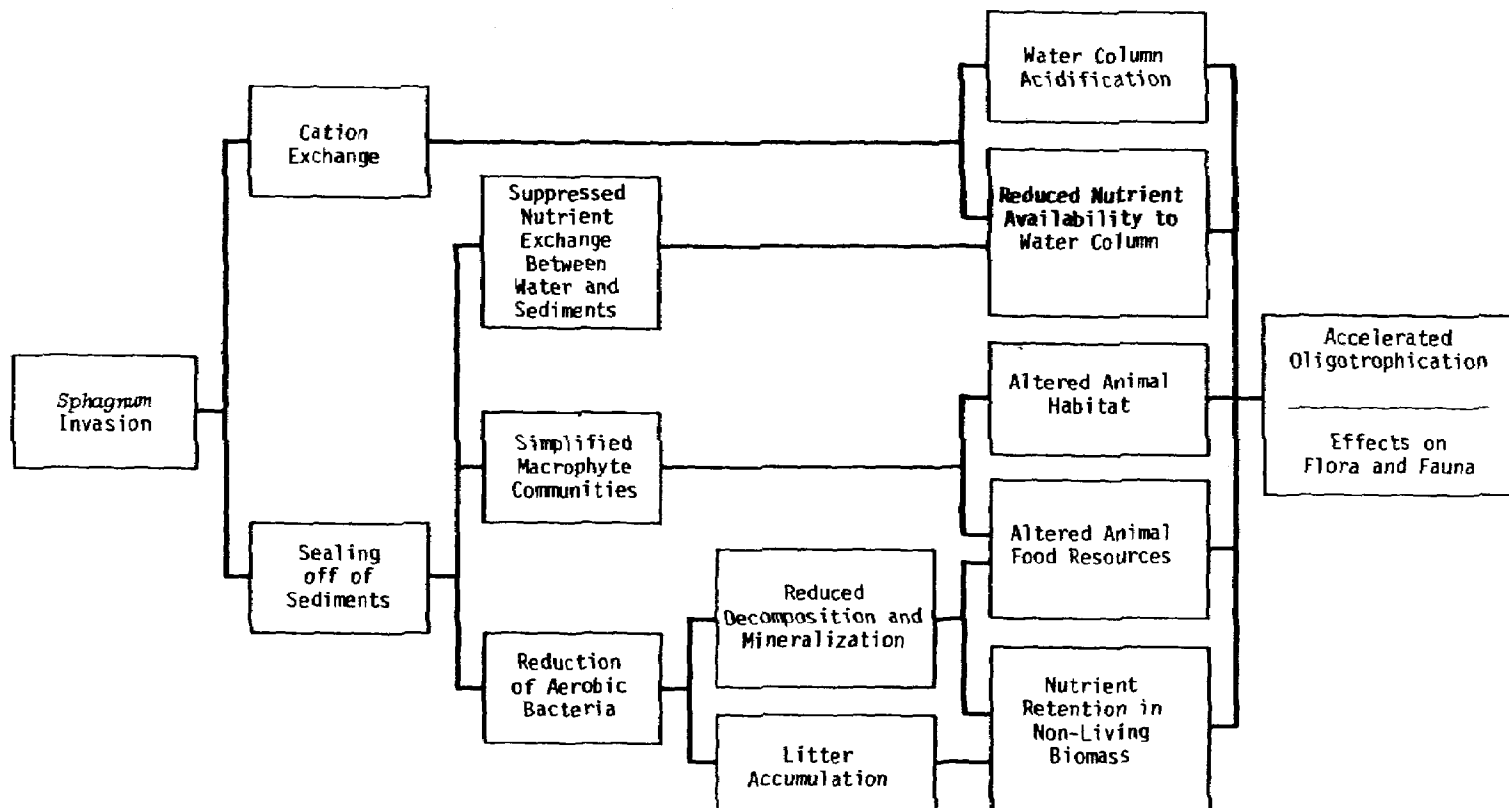 Sphagnum
Invasion
Cation
Exchange
Sealing
off of
Sediments
Suppressed
Nutrient
Exchange
Between
Water and
Sediments
Simplified
Macrophyte
Communities
Reduction
of Aerobic
Bacteria
Reduced
Decomposition and
Mineralization
Litter
Accumulation
Water Column
Acidification
Reduced Nutrient
Availability to
Water Column
Altered Animal
Habitat
Altered Animal
Food Resources
Nutrient
Retention in
Non-Living
Biomass
Accelerated
Oligotrophication
Effects on
Flora and Fauna